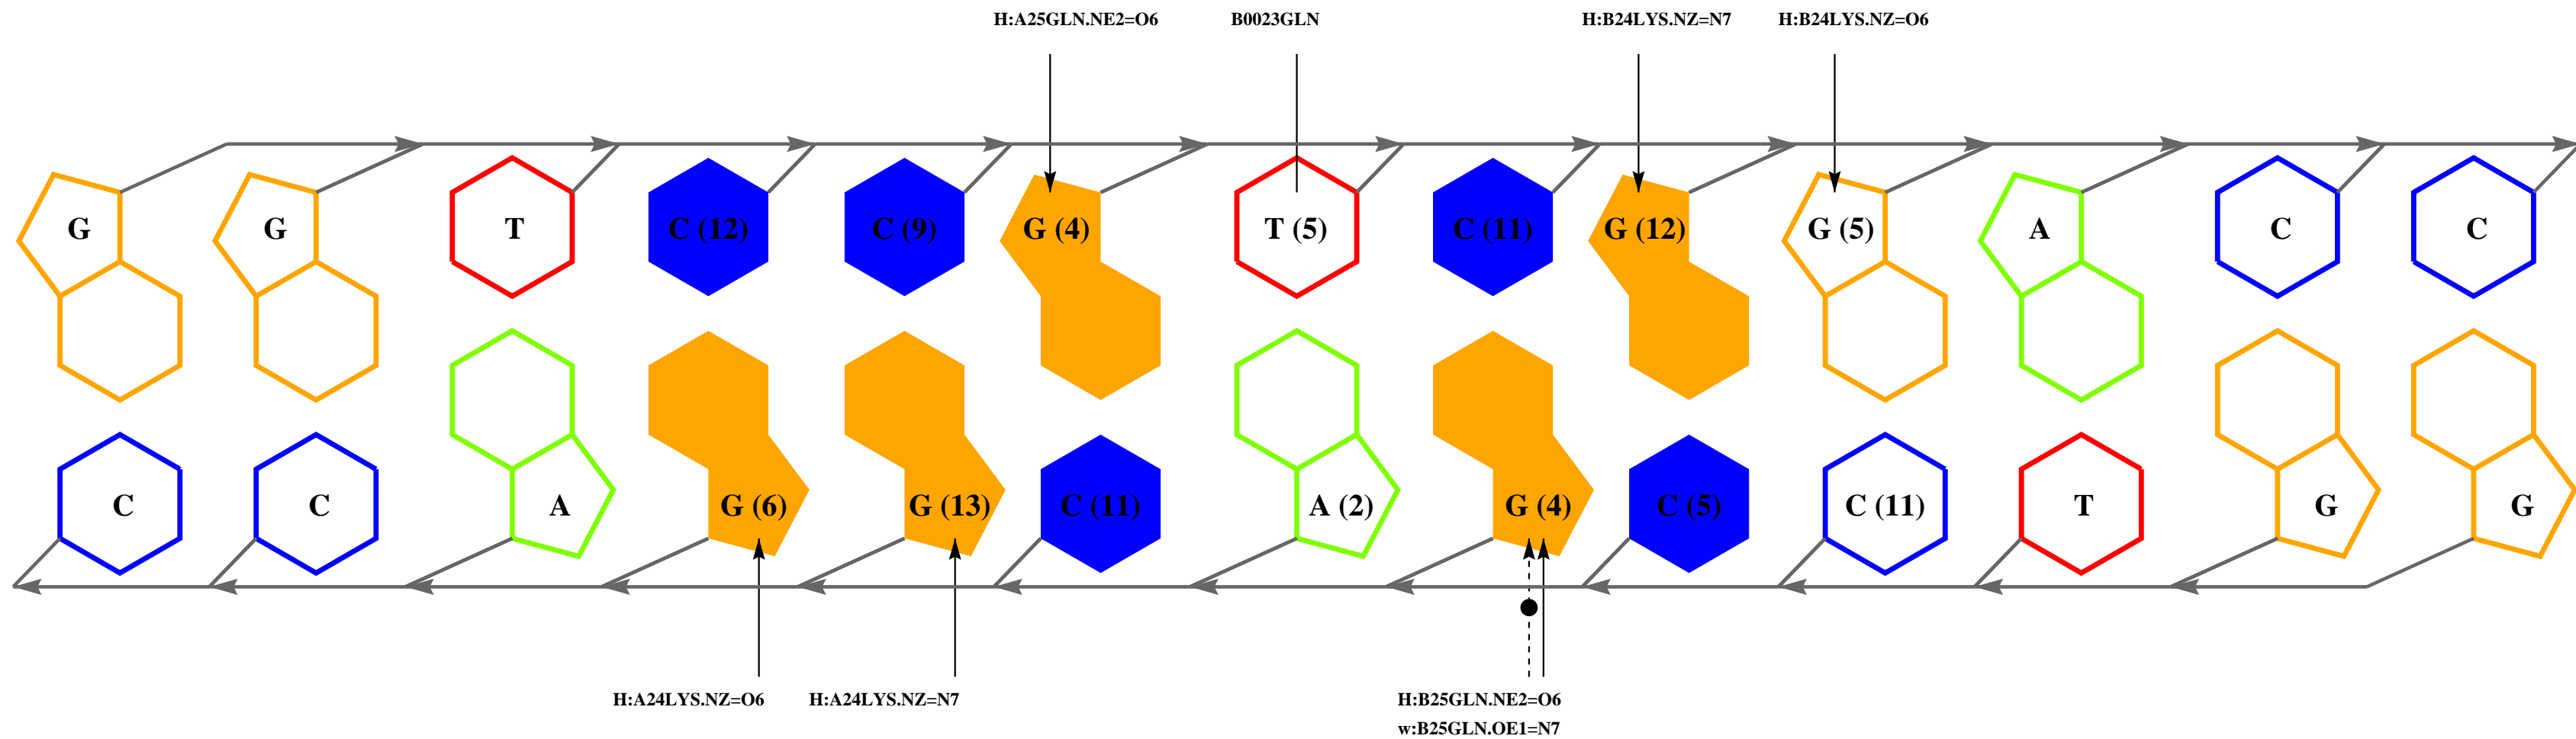 H:A25GLN.NE2=O6 B0023GLN H:B24LYS.NZ=N7 H:B24LYS.NZ=O6
G G T C (12) C (9) G (4) T (5) C (11) G (12) G (5) A C C
C C A G (6) G (13) C (11) A (2) G (4) C (5) C (11) T G G
H:A24LYS.NZ=O6 H:A24LYS.NZ=N7 H:B25GLN.NE2=O6
w:B25GLN.OE1=N7